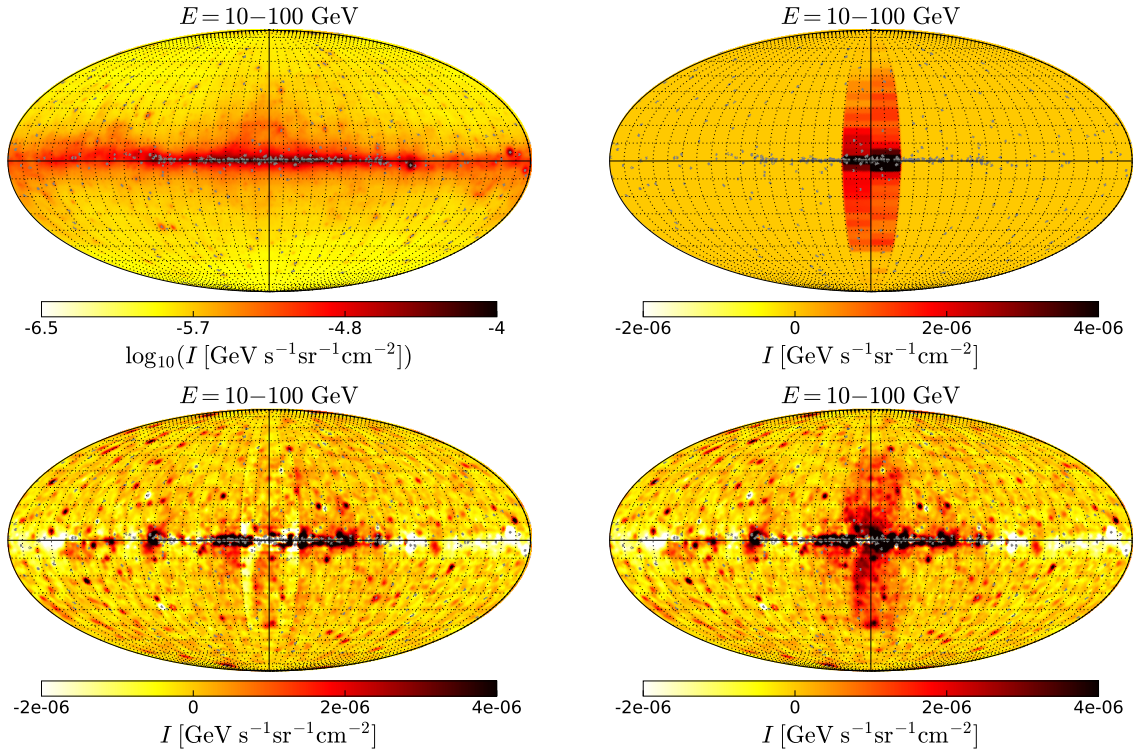 E = 10−100 GeV
E = 10−100 GeV
-6.5 -5.7 -4.8 -4
-2e-06 0 2e-06 4e-06
log₁₀(I [GeV s⁻¹sr⁻¹cm⁻²])
I [GeV s⁻¹sr⁻¹cm⁻²]
E = 10−100 GeV
E = 10−100 GeV
-2e-06 0 2e-06 4e-06
-2e-06 0 2e-06 4e-06
I [GeV s⁻¹sr⁻¹cm⁻²]
I [GeV s⁻¹sr⁻¹cm⁻²]